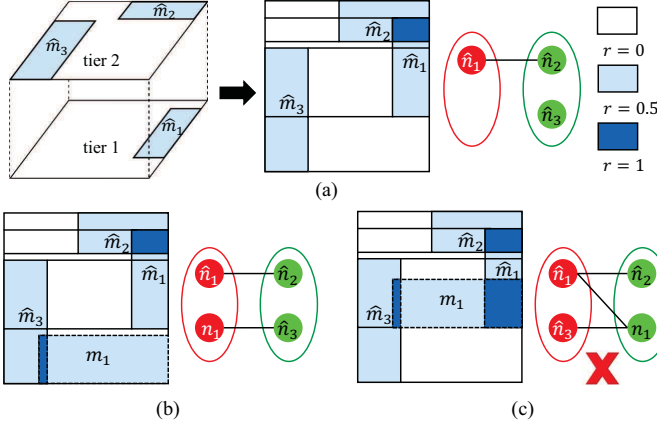 m̂₂
m̂₃
tier 2
m̂₁
tier 1
m̂₂
m̂₁
m̂₃
n̂₁
n̂₂
n̂₃
r = 0
r = 0.5
r = 1
(a)
m̂₂
m̂₁
m̂₃
m₁
n̂₁
n̂₂
n₁
n̂₃
(b)
m̂₂
m̂₁
m̂₃
m₁
n̂₁
n̂₂
n̂₃
n₁
X
(c)